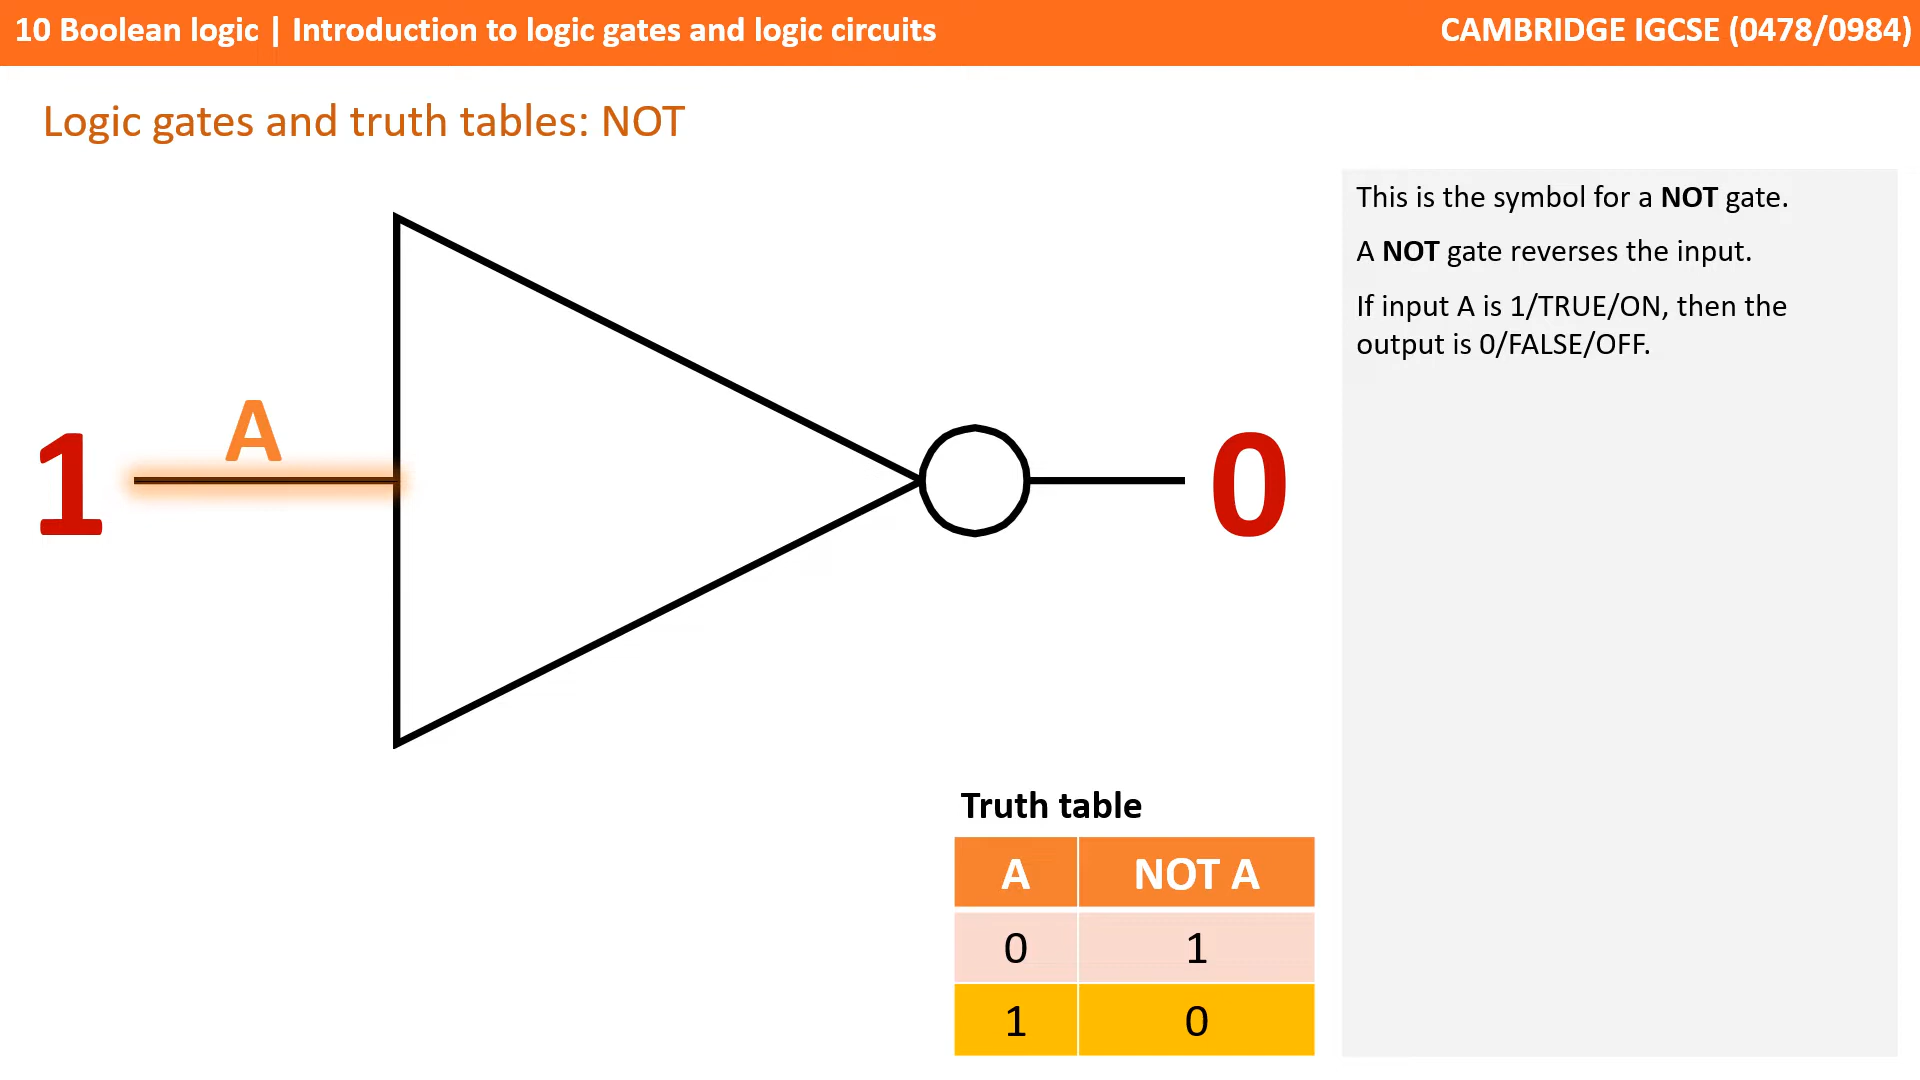 10 Boolean logic | Introduction to logic gates and logic circuits
CAMBRIDGE IGCSE (0478/0984)
Logic gates and truth tables: NOT
This is the symbol for a NOT gate.
A NOT gate reverses the input.
If input A is 1/TRUE/ON, then the
output is 0/FALSE/OFF.
A
1
0
Truth table
A NOT A
0 1
1 0